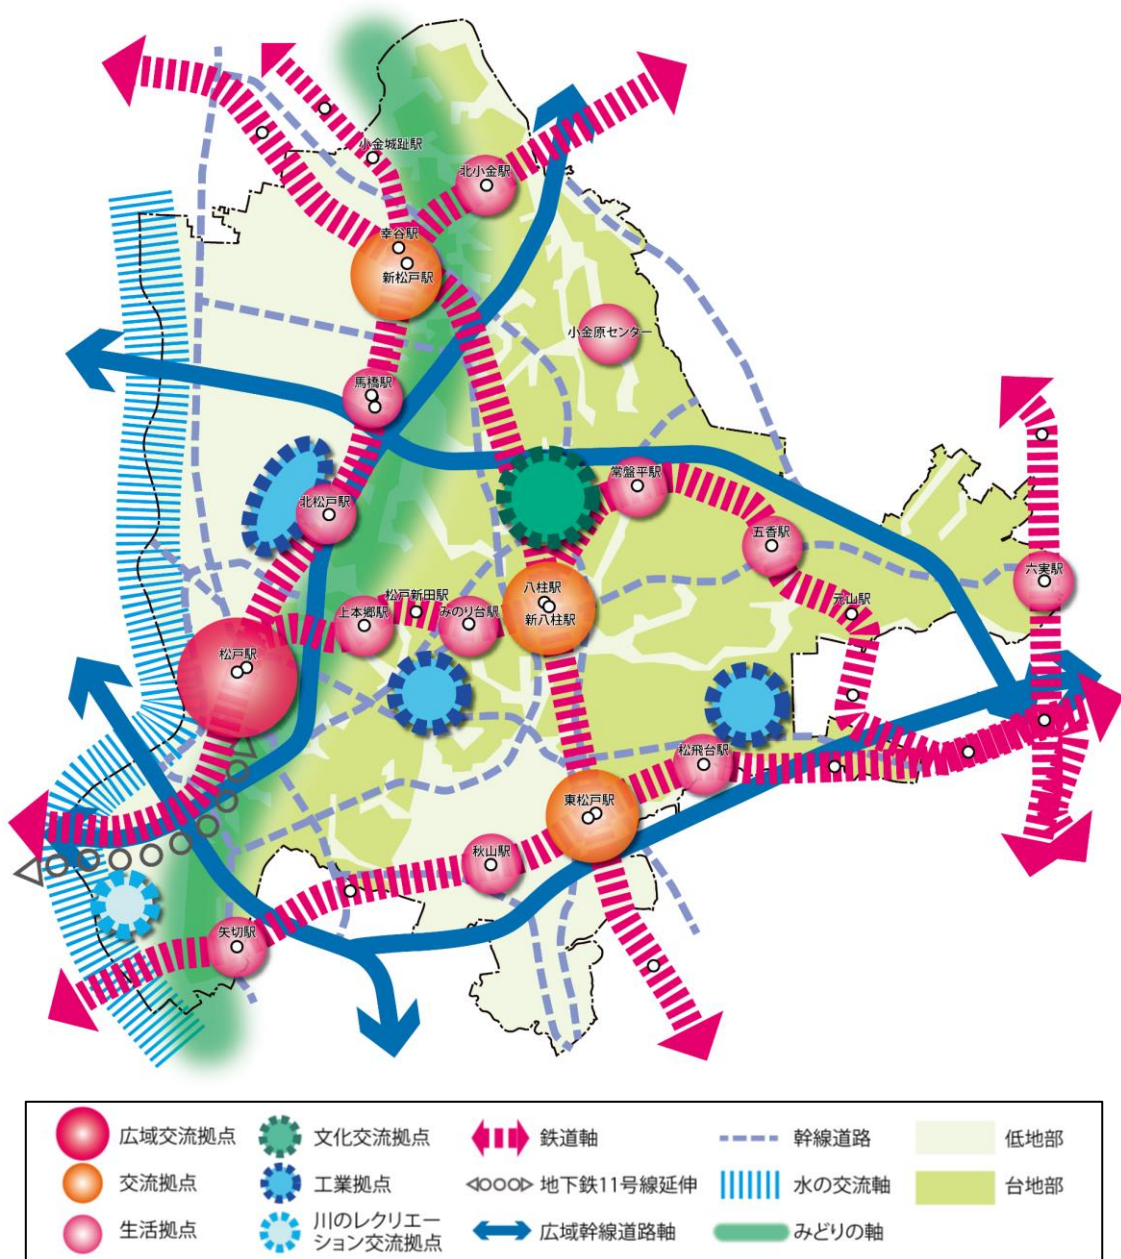 小金城趾駅
北小金駅
幸谷駅
新松戸駅
小金原センター
馬橋駅
常盤平駅
北松戸駅
五香駅
六実駅
八柱駅
新八柱駅
松戸新田駅
みのり台駅
上本郷駅
元山駅
松戸駅
松飛台駅
東松戸駅
秋山駅
矢切駅
広域交流拠点
文化交流拠点
鉄道軸
幹線道路
低地部
交流拠点
工業拠点
地下鉄11号線延伸
水の交流軸
台地部
生活拠点
川のレクリエー
ション交流拠点
広域幹線道路軸
みどりの軸